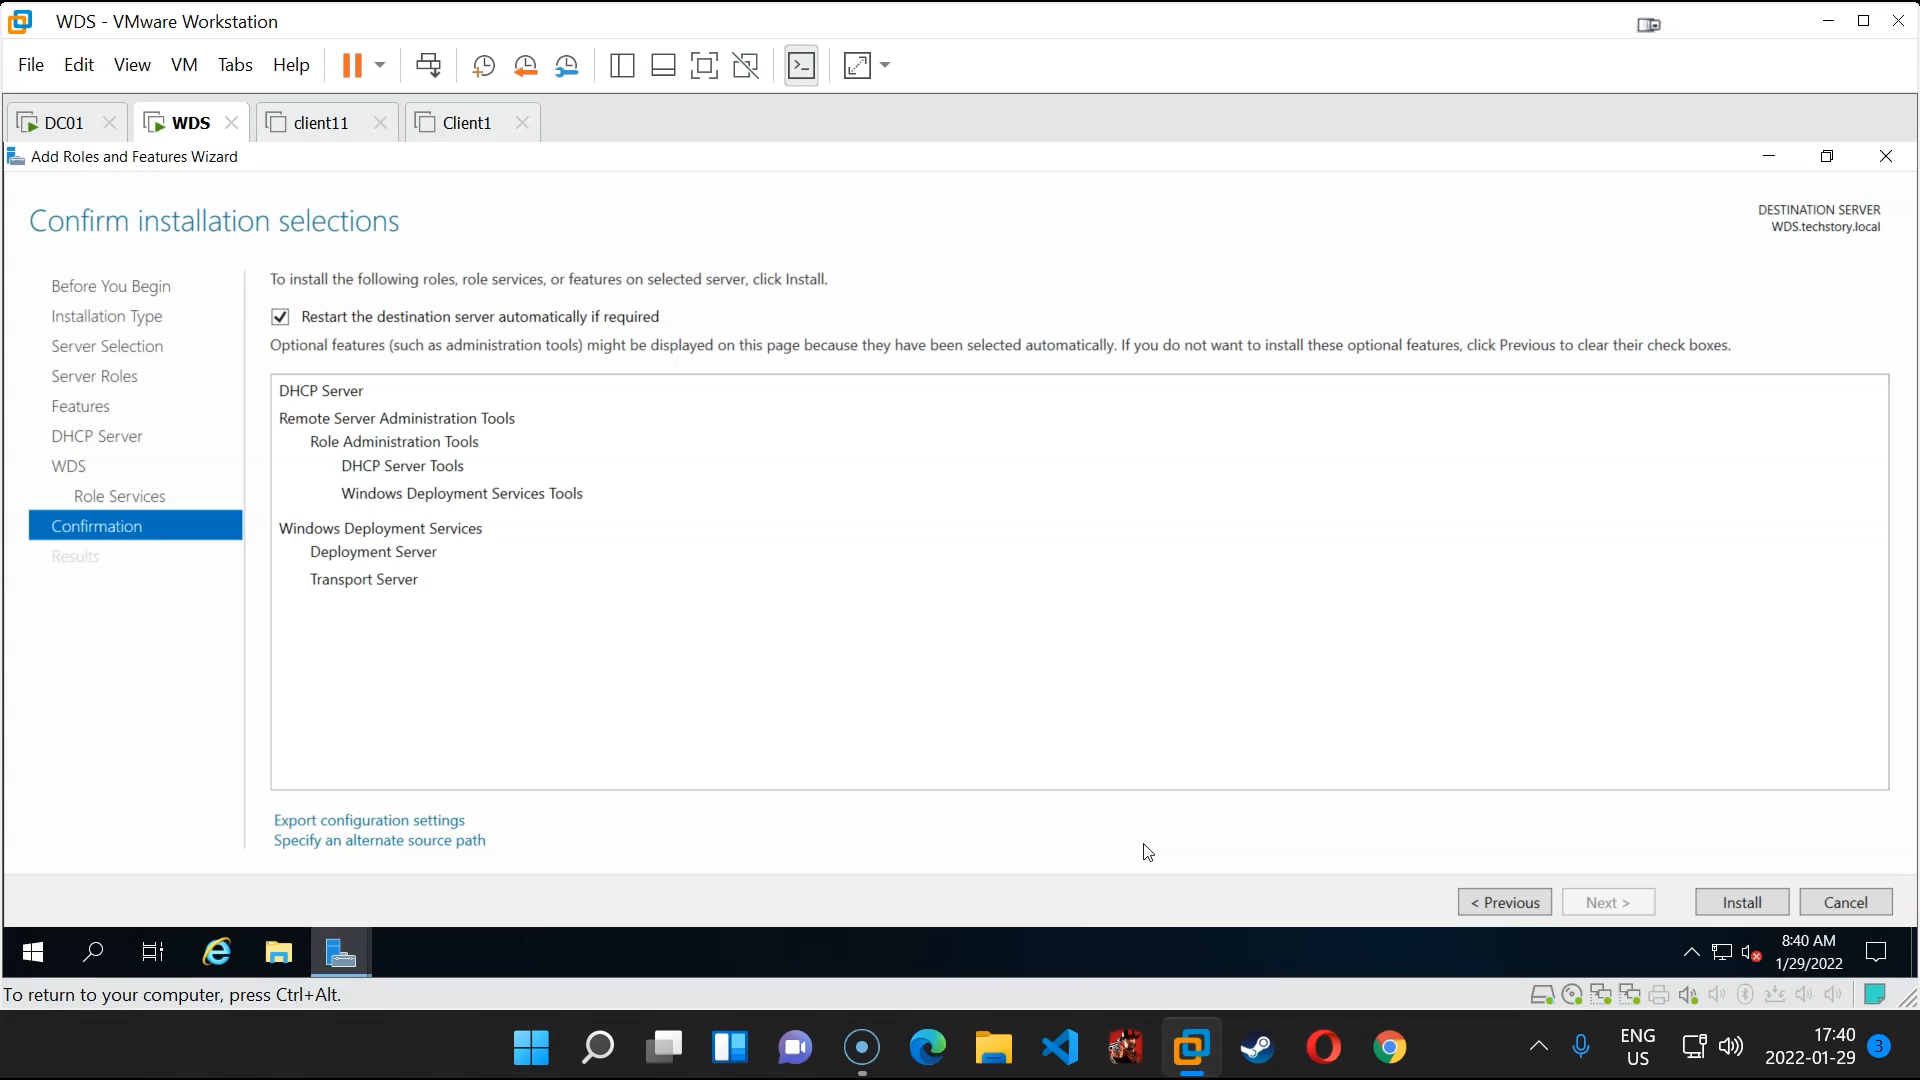 WDS - VMware Workstation
File Edit View VM Tabs Help
DC01 WDS client11 Client1
Add Roles and Features Wizard
Confirm installation selections
DESTINATION SERVER
WDS.techstory.local
Before You Begin
Installation Type
Server Selection
Server Roles
Features
DHCP Server
WDS
Role Services
Confirmation
Results
To install the following roles, role services, or features on selected server, click Install.
Restart the destination server automatically if required
Optional features (such as administration tools) might be displayed on this page because they have been selected automatically. If you do not want to install these optional features, click Previous to clear their check boxes.
DHCP Server
Remote Server Administration Tools
Role Administration Tools
DHCP Server Tools
Windows Deployment Services Tools
Windows Deployment Services
Deployment Server
Transport Server
Export configuration settings
Specify an alternate source path
< Previous Next > Install Cancel
8:40 AM
1/29/2022
To return to your computer, press Ctrl+Alt.
ENG
US
17:40
2022-01-29
3